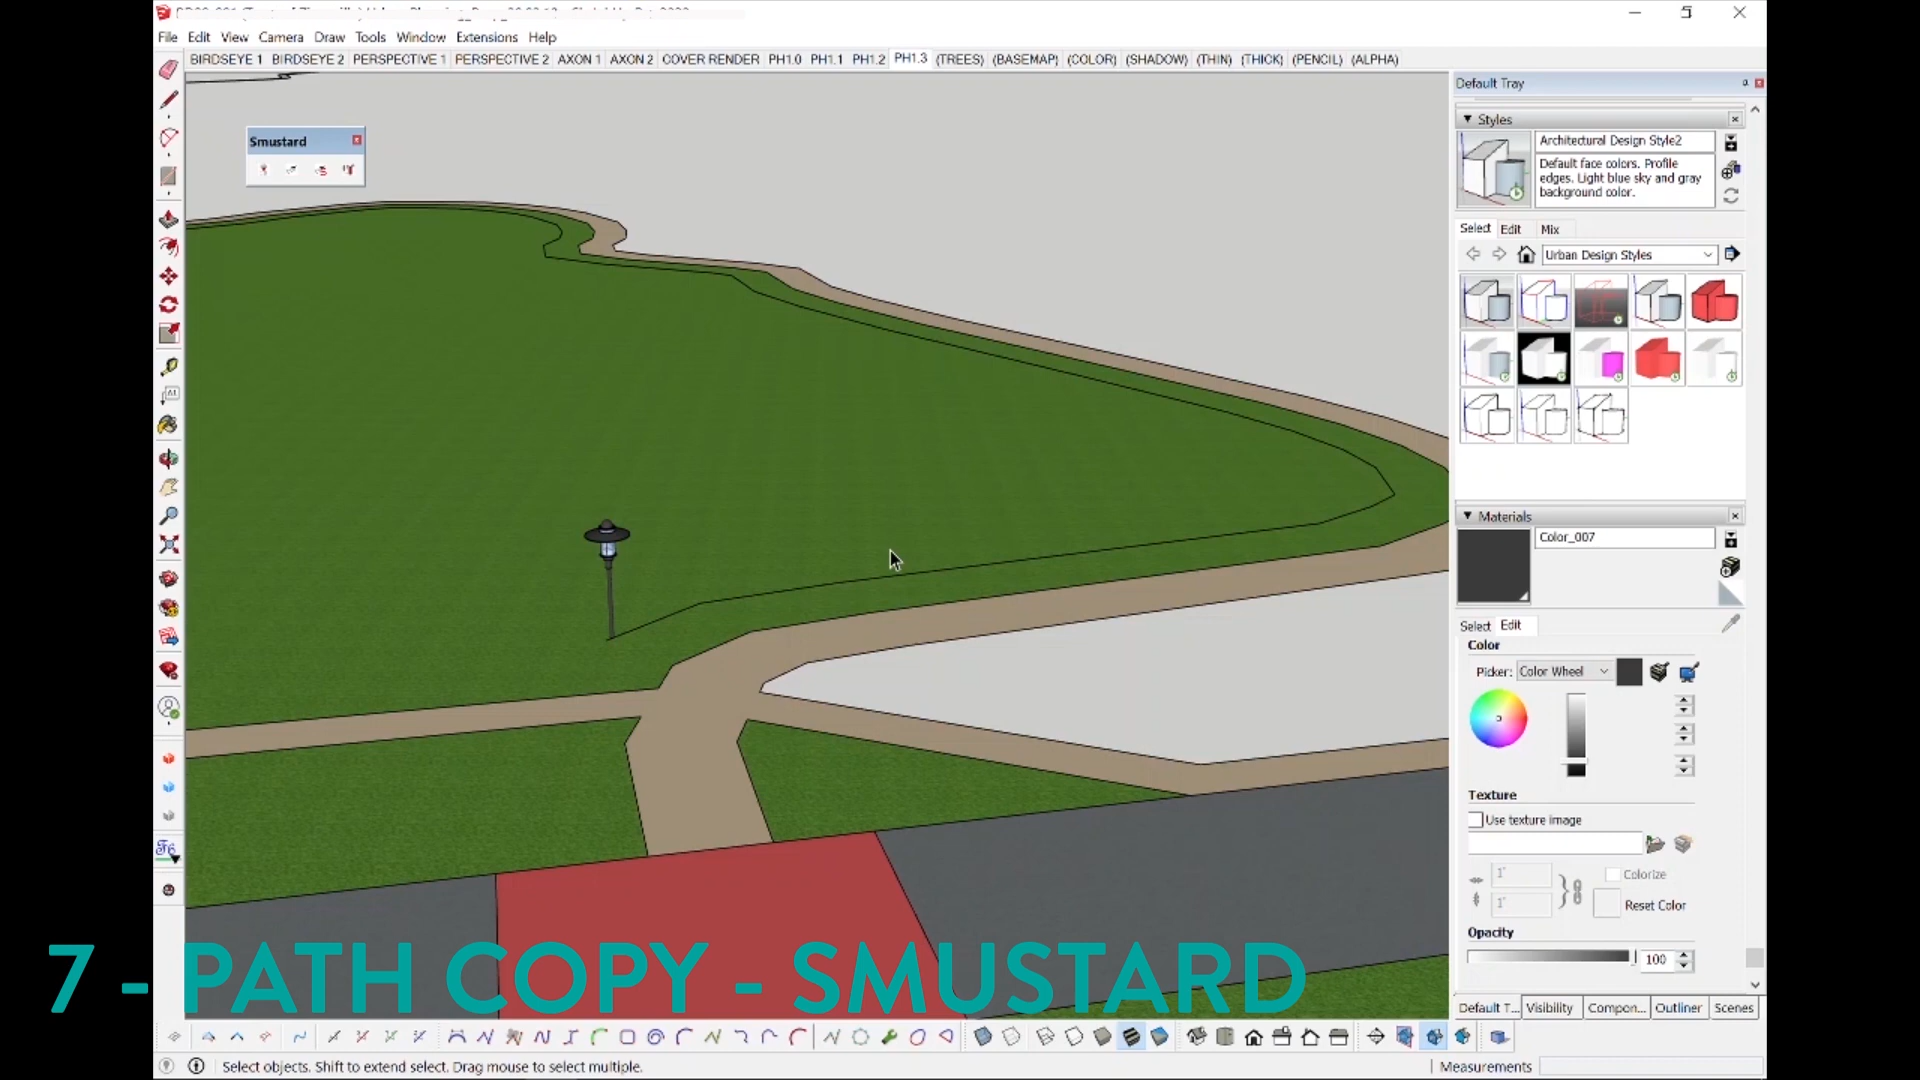 File Edit View Camera Draw Tools Window Extensions Help
BIRDSEYE 1 BIRDSEYE 2 PERSPECTIVE 1 PERSPECTIVE 2 AXON 1 AXON 2 COVER RENDER PH1.0 PH1.1 PH1.2 PH1.3 (TREES) (BASEMAP) (COLOR) (SHADOW) (THIN) (THICK) (PENCIL) (ALPHA)
Default Tray
Styles
Smustard
Architectural Design Style2
Default face colors. Profile
edges. Light blue sky and gray
background color.
Select Edit Mix
Urban Design Styles
Materials
Color_007
Select Edit
Color
Picker: Color Wheel
Texture
Use texture image
1"
Colorize
1"
Reset Color
Opacity
100
7 - PATH COPY - SMUSTARD
Default T... Visibility Compon... Outliner Scenes
Select objects. Shift to extend select. Drag mouse to select multiple.
Measurements